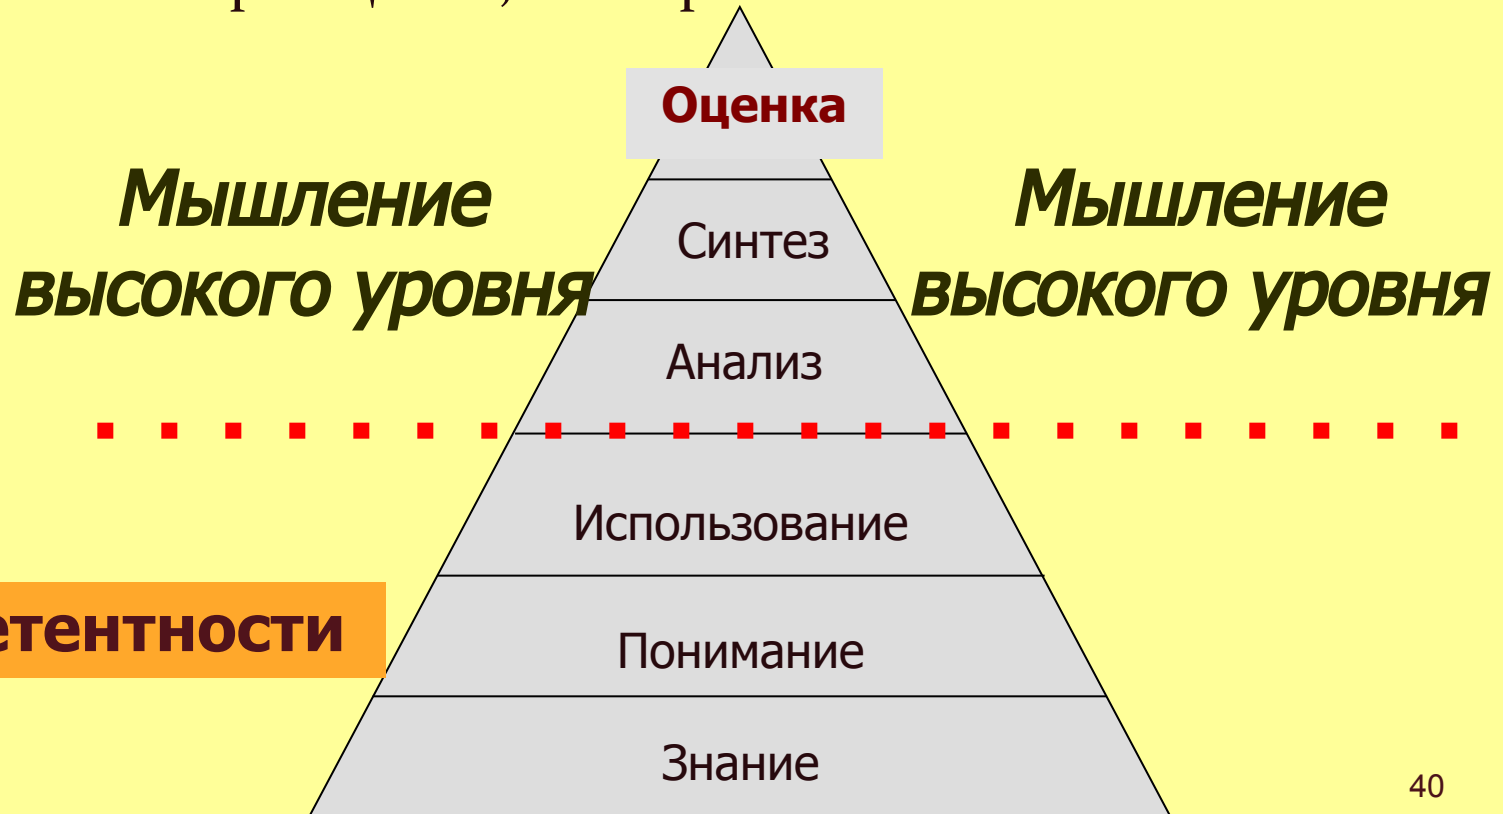 Оценка
Мышление
высокого уровня
Мышление
высокого уровня
Синтез
Анализ
Использование
етентности
Понимание
Знание
40